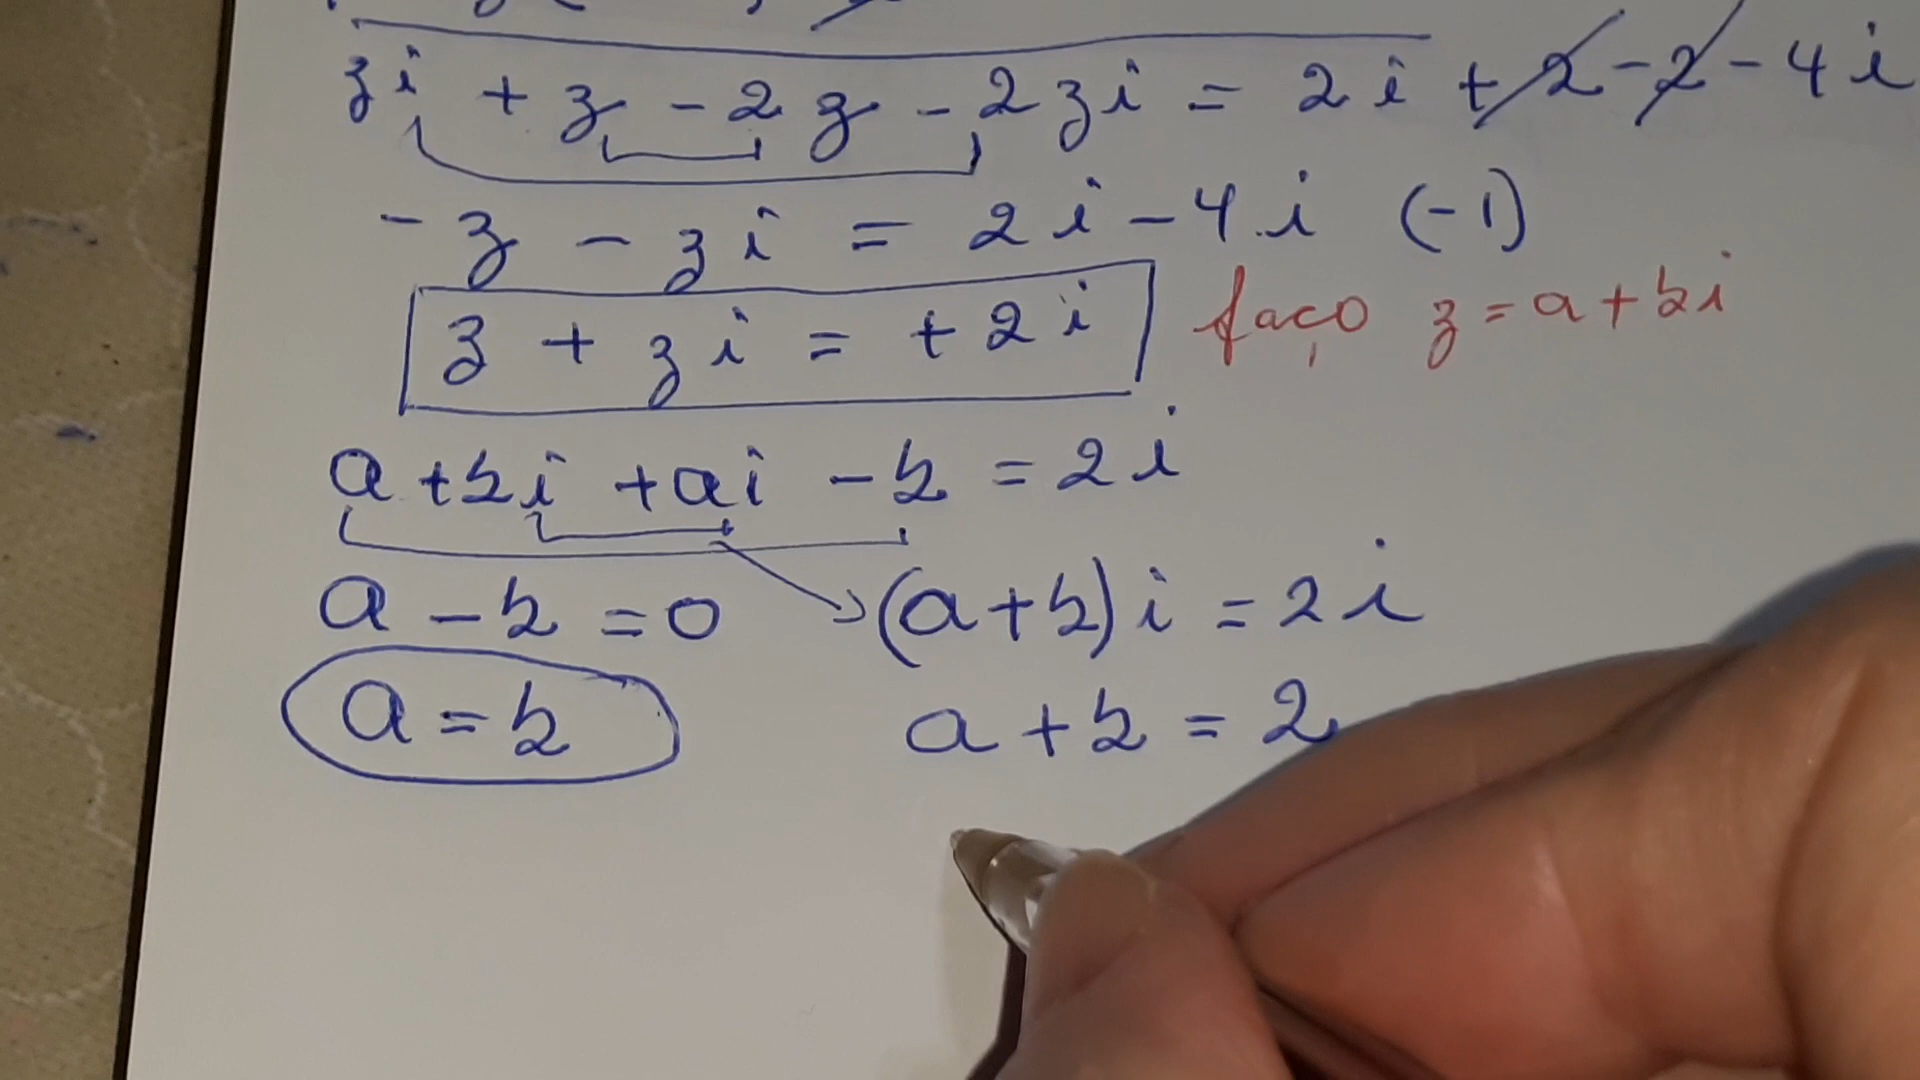 zi + z - 2z - 2zi = 2i + 2 - 2 - 4i
- z - zi = 2i - 4i (-1)
z + zi = + 2i faço z = a + bi
a + bi + ai - b = 2i
a - b = 0 (a + b)i = 2i
a = b a + b = 2